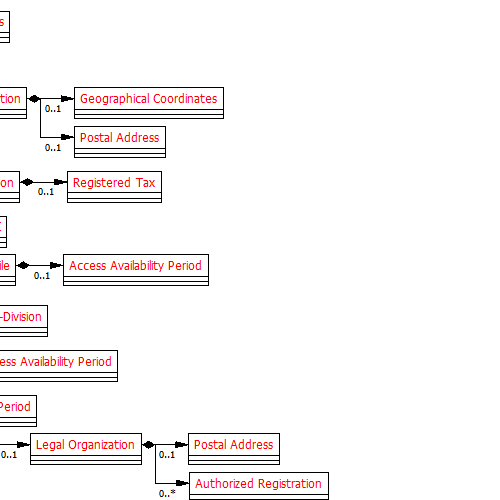 s
tion
Geographical Coordinates
0..1
Postal Address
0..1
on
Registered Tax
0..1
ile
Access Availability Period
0..1
-Division
ess Availability Period
Period
0..1
Legal Organization
0..1
Postal Address
0..*
Authorized Registration